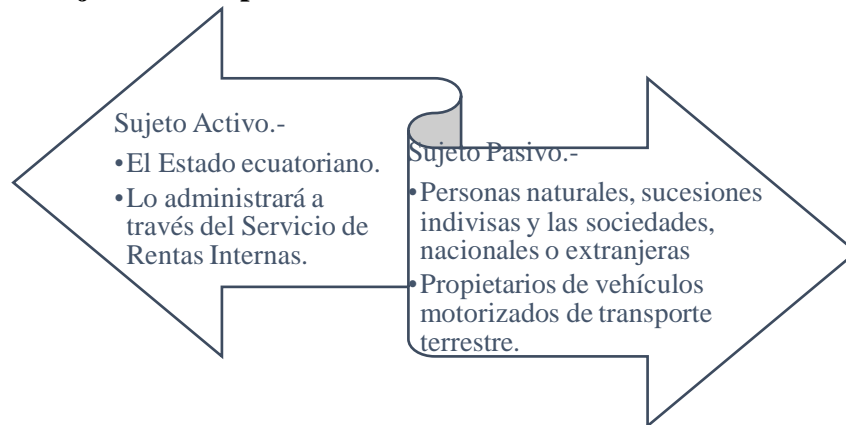 Sujeto Activo.-
•El Estado ecuatoriano.
•Lo administrará a
través del Servicio de
Rentas Internas.
Sujeto Pasivo.-
•Personas naturales, sucesiones
indivisas y las sociedades,
nacionales o extranjeras
•Propietarios de vehículos
motorizados de transporte
terrestre.